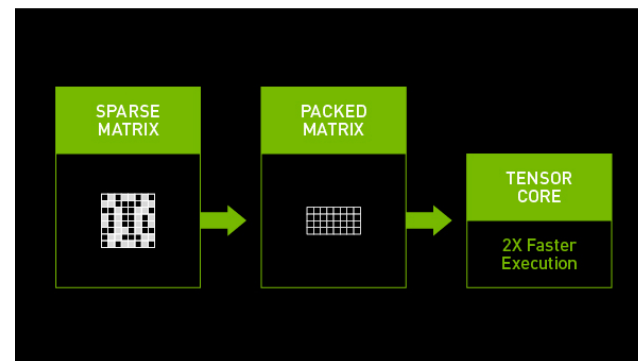 SPARSE
MATRIX
PACKED
MATRIX
TENSOR
CORE
2X Faster
Execution